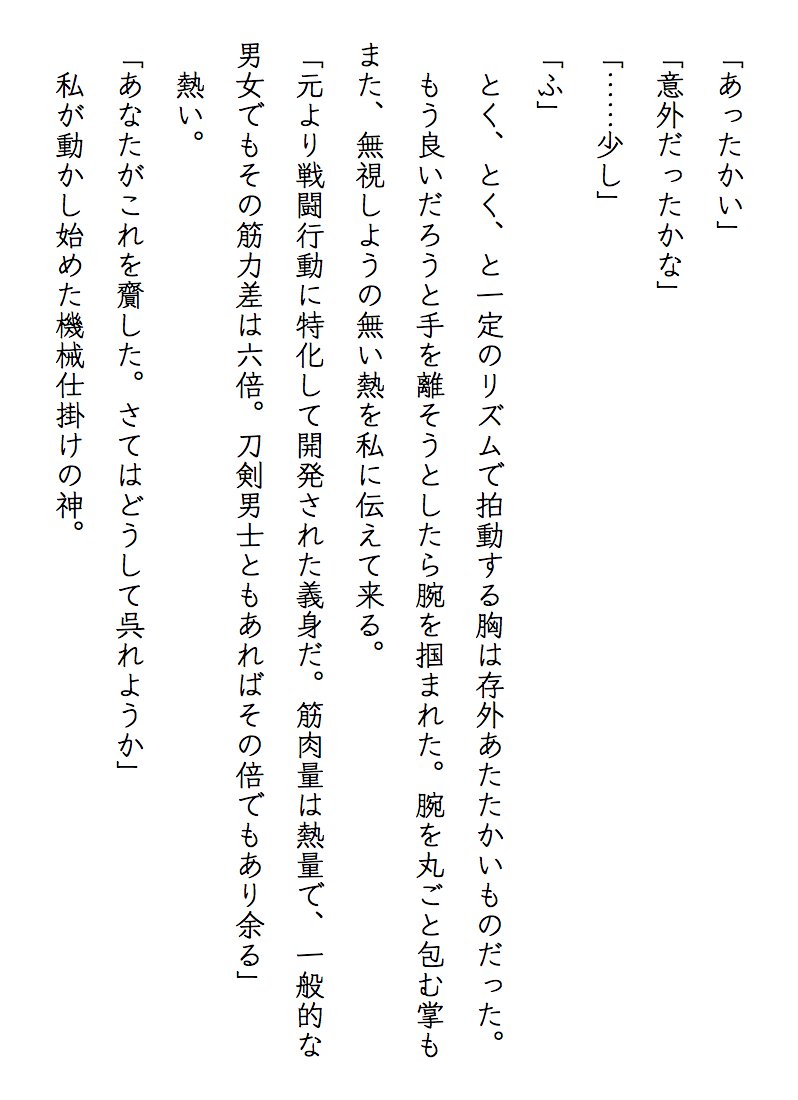 「あったかい」
「意外だったかな」
「……少し」
「ふ」
　とく、とく、と一定のリズムで拍動する胸は存外あたたかいものだった。
　もう良いだろうと手を離そうとしたら腕を掴まれた。腕を丸ごと包む掌も
また、無視しようの無い熱を私に伝えて来る。
「元より戦闘行動に特化して開発された義身だ。筋肉量は熱量で、一般的な
男女でもその筋力差は六倍。刀剣男士ともあればその倍でもあり余る」
　熱い。
「あなたがこれを齎した。さてはどうして呉れようか」
　私が動かし始めた機械仕掛けの神。